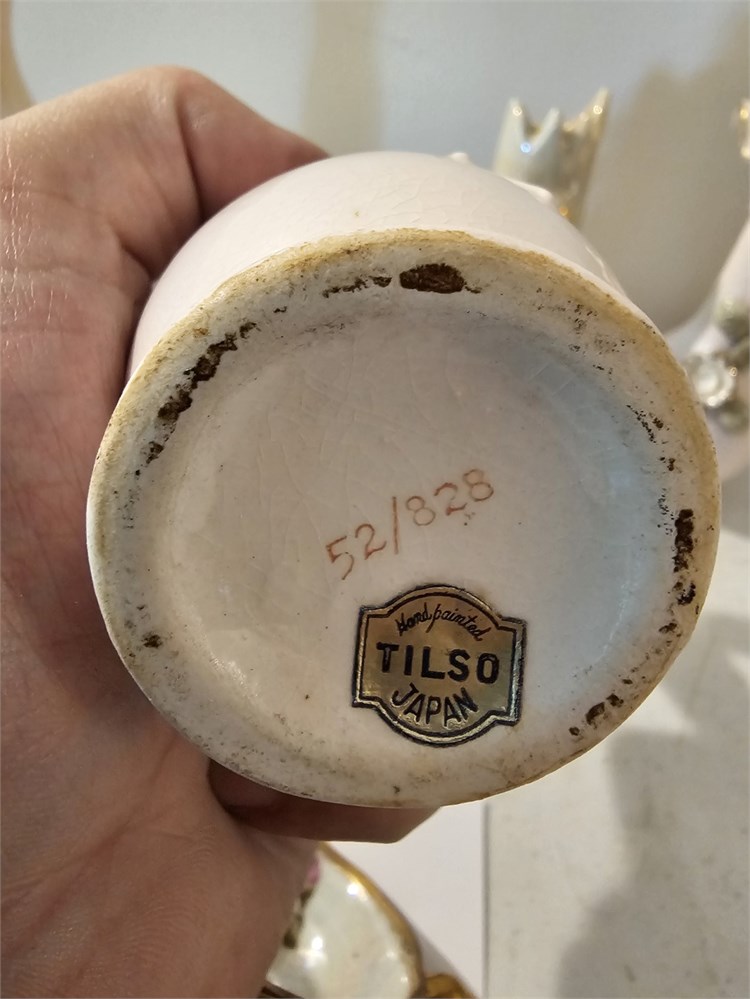 52/828
Hand painted
TILSO
JAPAN